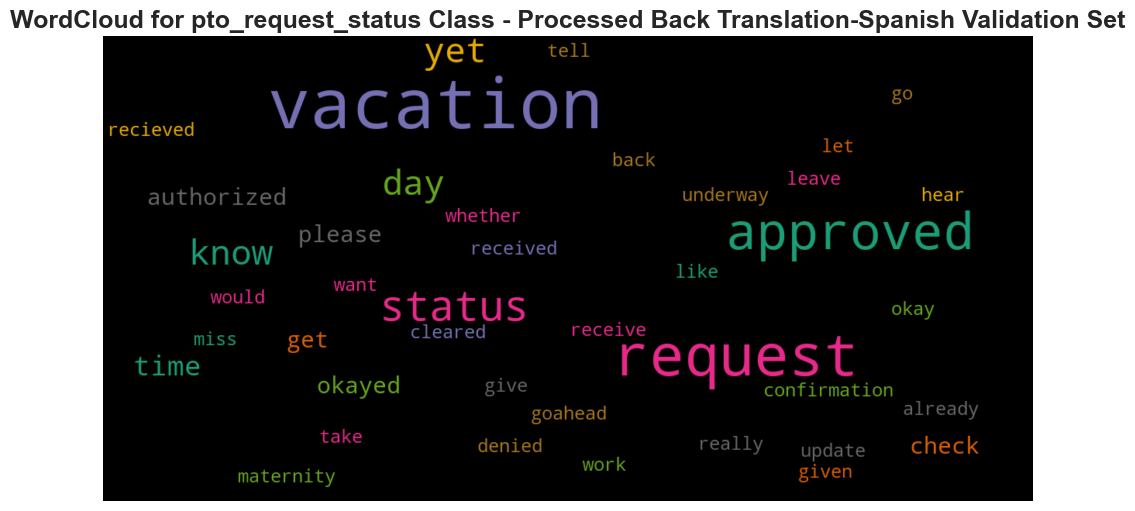 WordCloud for pto_request_status Class - Processed Back Translation-Spanish Validation Set
yet
tell
vacation
go
recieved
let
back
day
leave
authorized
underway
hear
whether
approved
please
know
received
like
want
would
status
okay
cleared
receive
miss
get
request
time
okayed
give
confirmation
goahead
already
take
denied
really
update
check
work
given
maternity